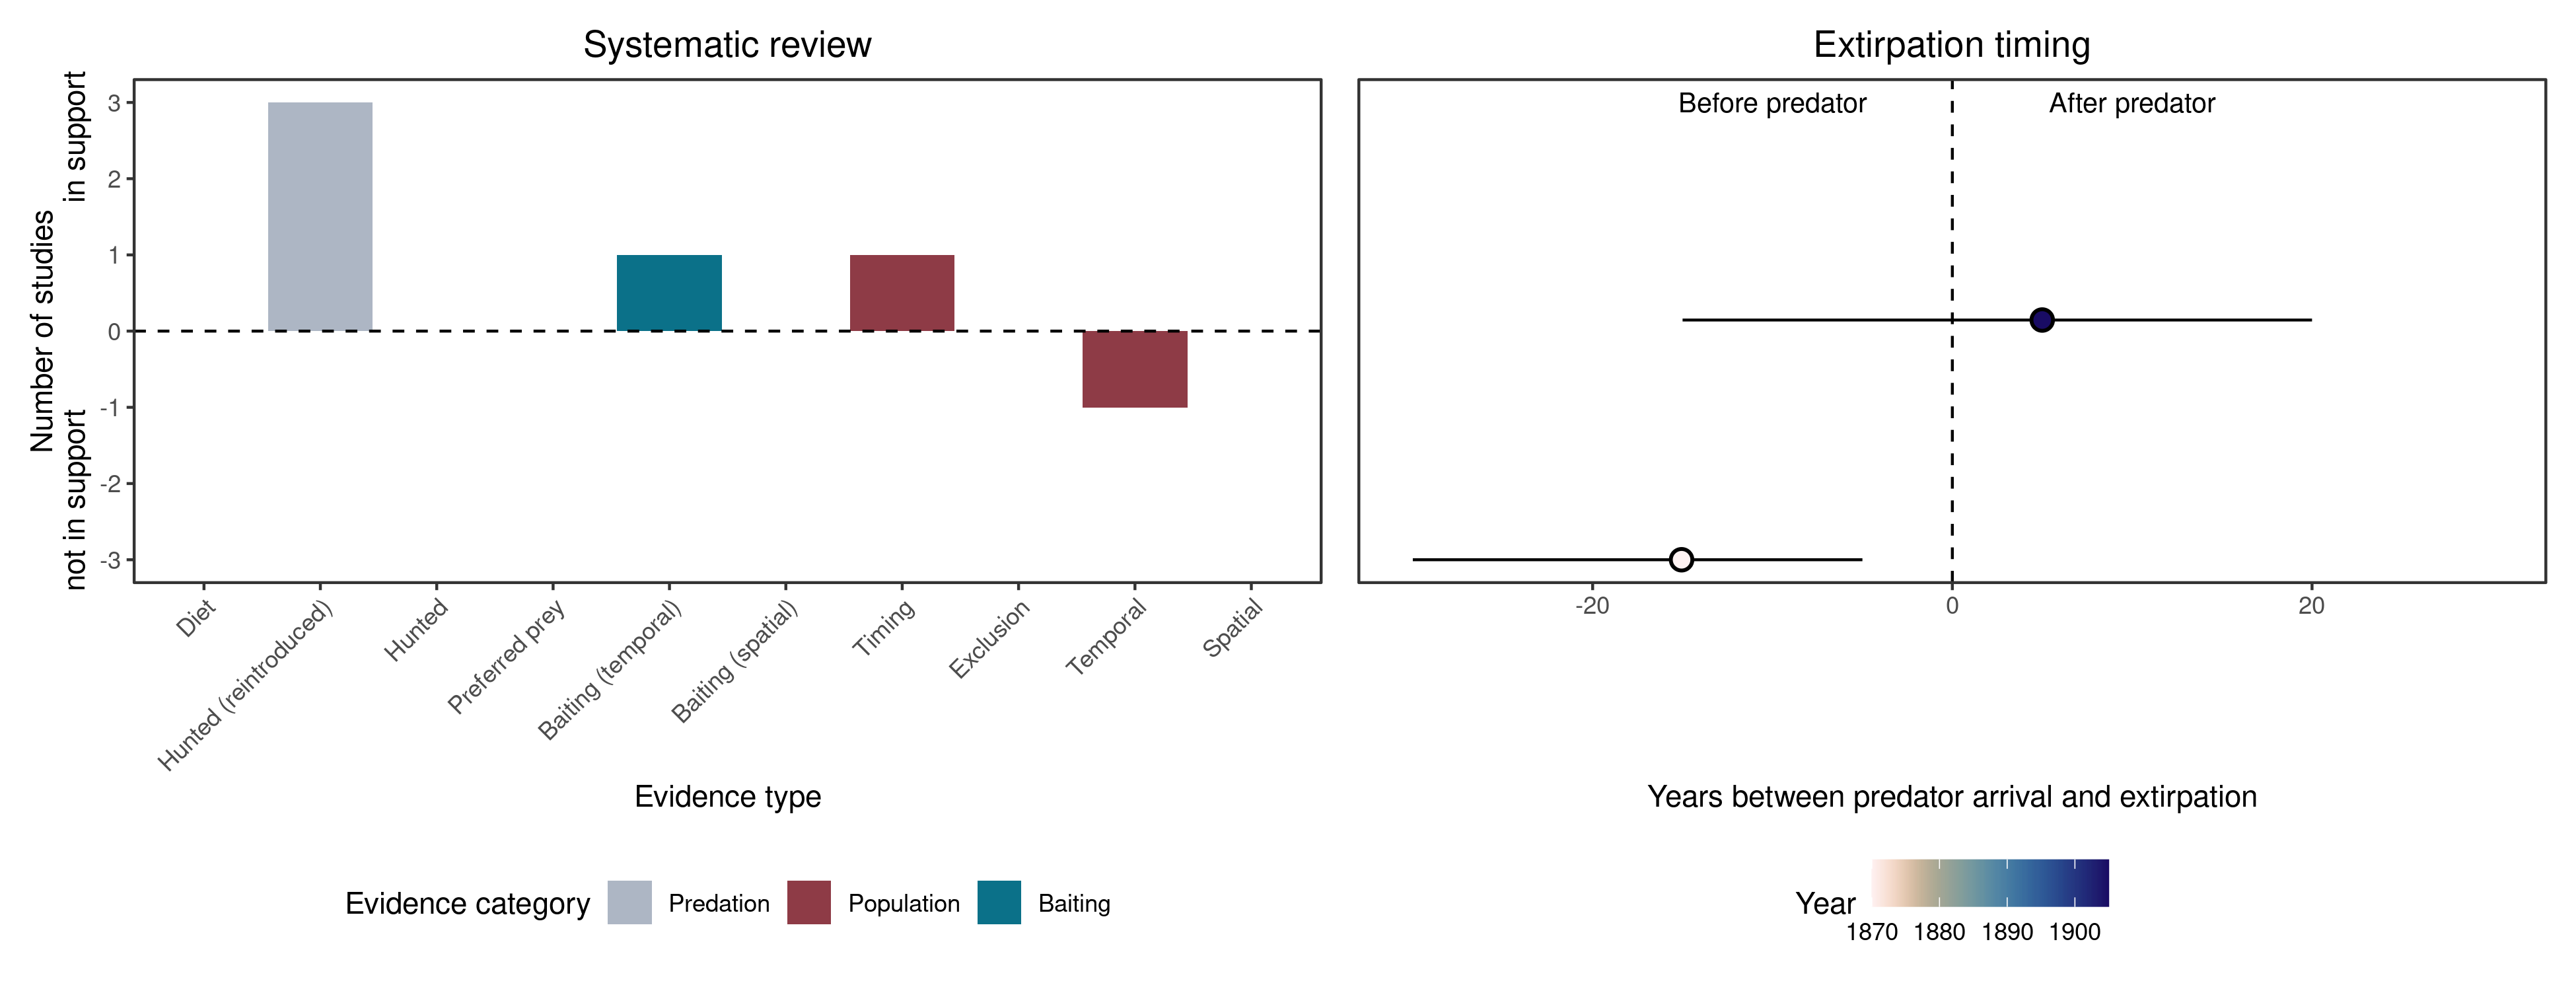 Systematic review
Number of studies
not in support in support
3
2
1
0
-1
-2
-3
Diet
Hunted (reintroduced)
Hunted
Preferred prey
Baiting (temporal)
Baiting (spatial)
Timing
Exclusion
Temporal
Spatial
Evidence type
Evidence category Predation Population Baiting
Extirpation timing
Before predator After predator
-20 0 20
Years between predator arrival and extirpation
Year
1870 1880 1890 1900